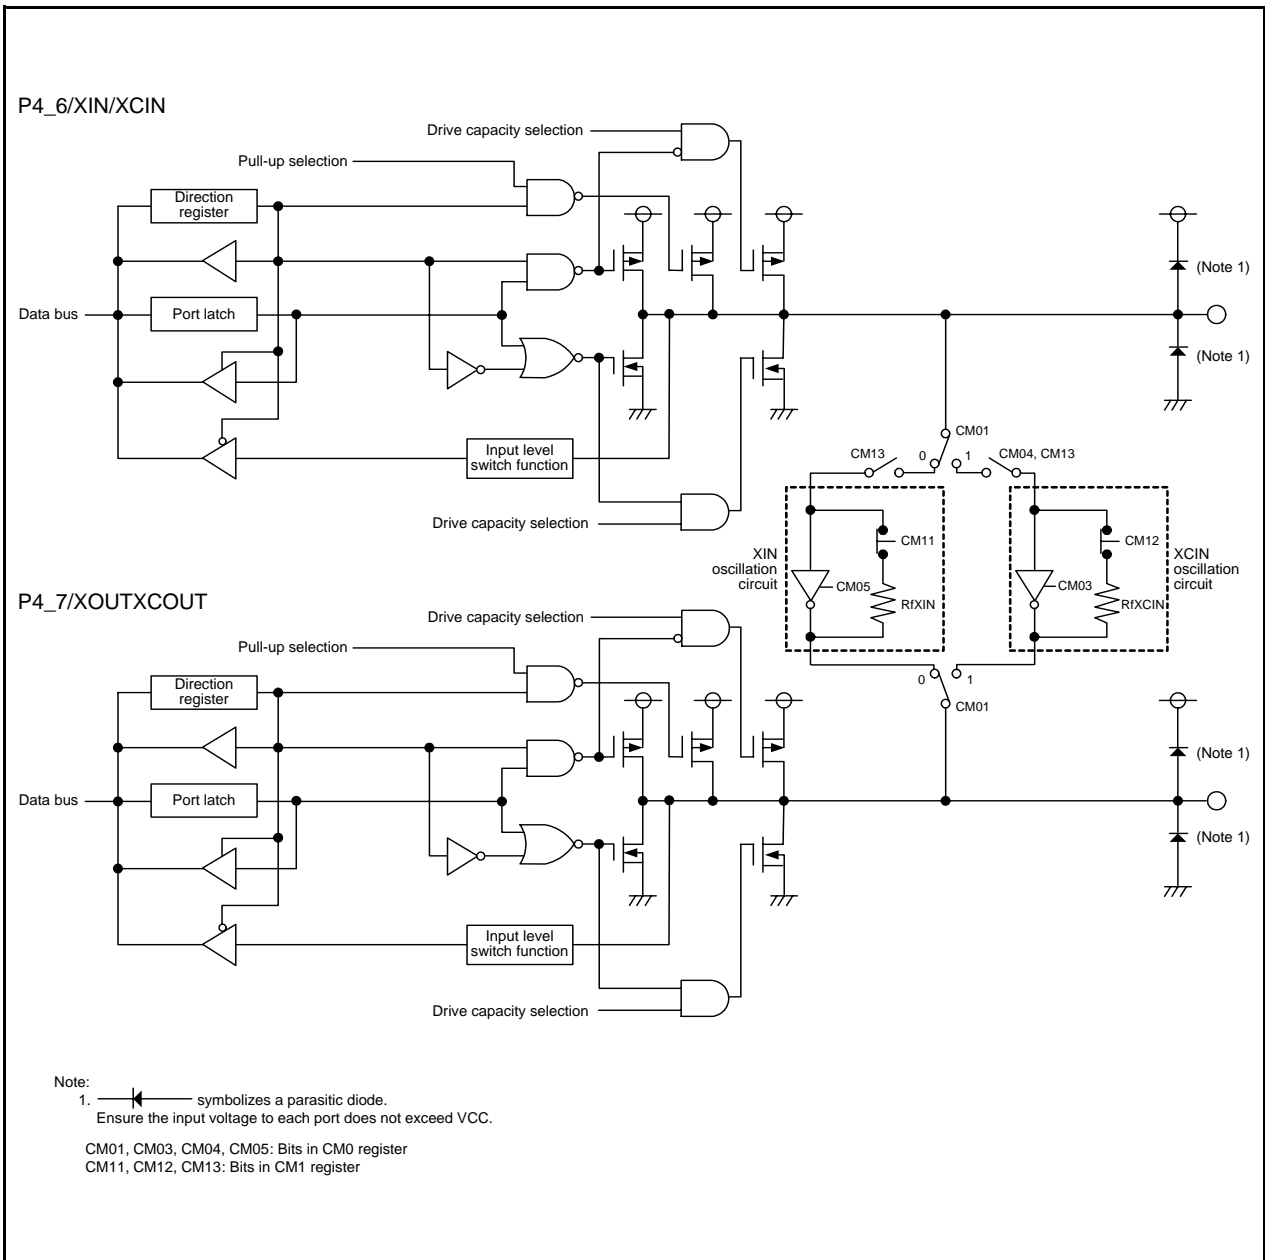 P4_6/XIN/XCIN
Drive capacity selection
Pull-up selection
Direction
register
(Note 1)
Data bus
Port latch
(Note 1)
CM01
Input level
switch function
CM13
0
1
CM04, CM13
Drive capacity selection
XIN
oscillation
circuit
CM11
CM05
RfXIN
CM12
CM03
RfXCIN
XCIN
oscillation
circuit
P4_7/XOUTXCOUT
Drive capacity selection
Pull-up selection
Direction
register
0
1
CM01
(Note 1)
Data bus
Port latch
(Note 1)
Input level
switch function
Drive capacity selection
Note:
1. symbolizes a parasitic diode.
Ensure the input voltage to each port does not exceed VCC.
CM01, CM03, CM04, CM05: Bits in CM0 register
CM11, CM12, CM13: Bits in CM1 register